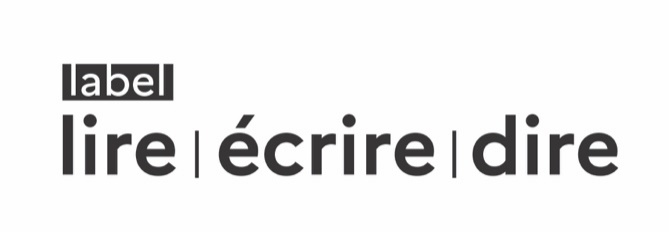 label
lire | écrire | dire